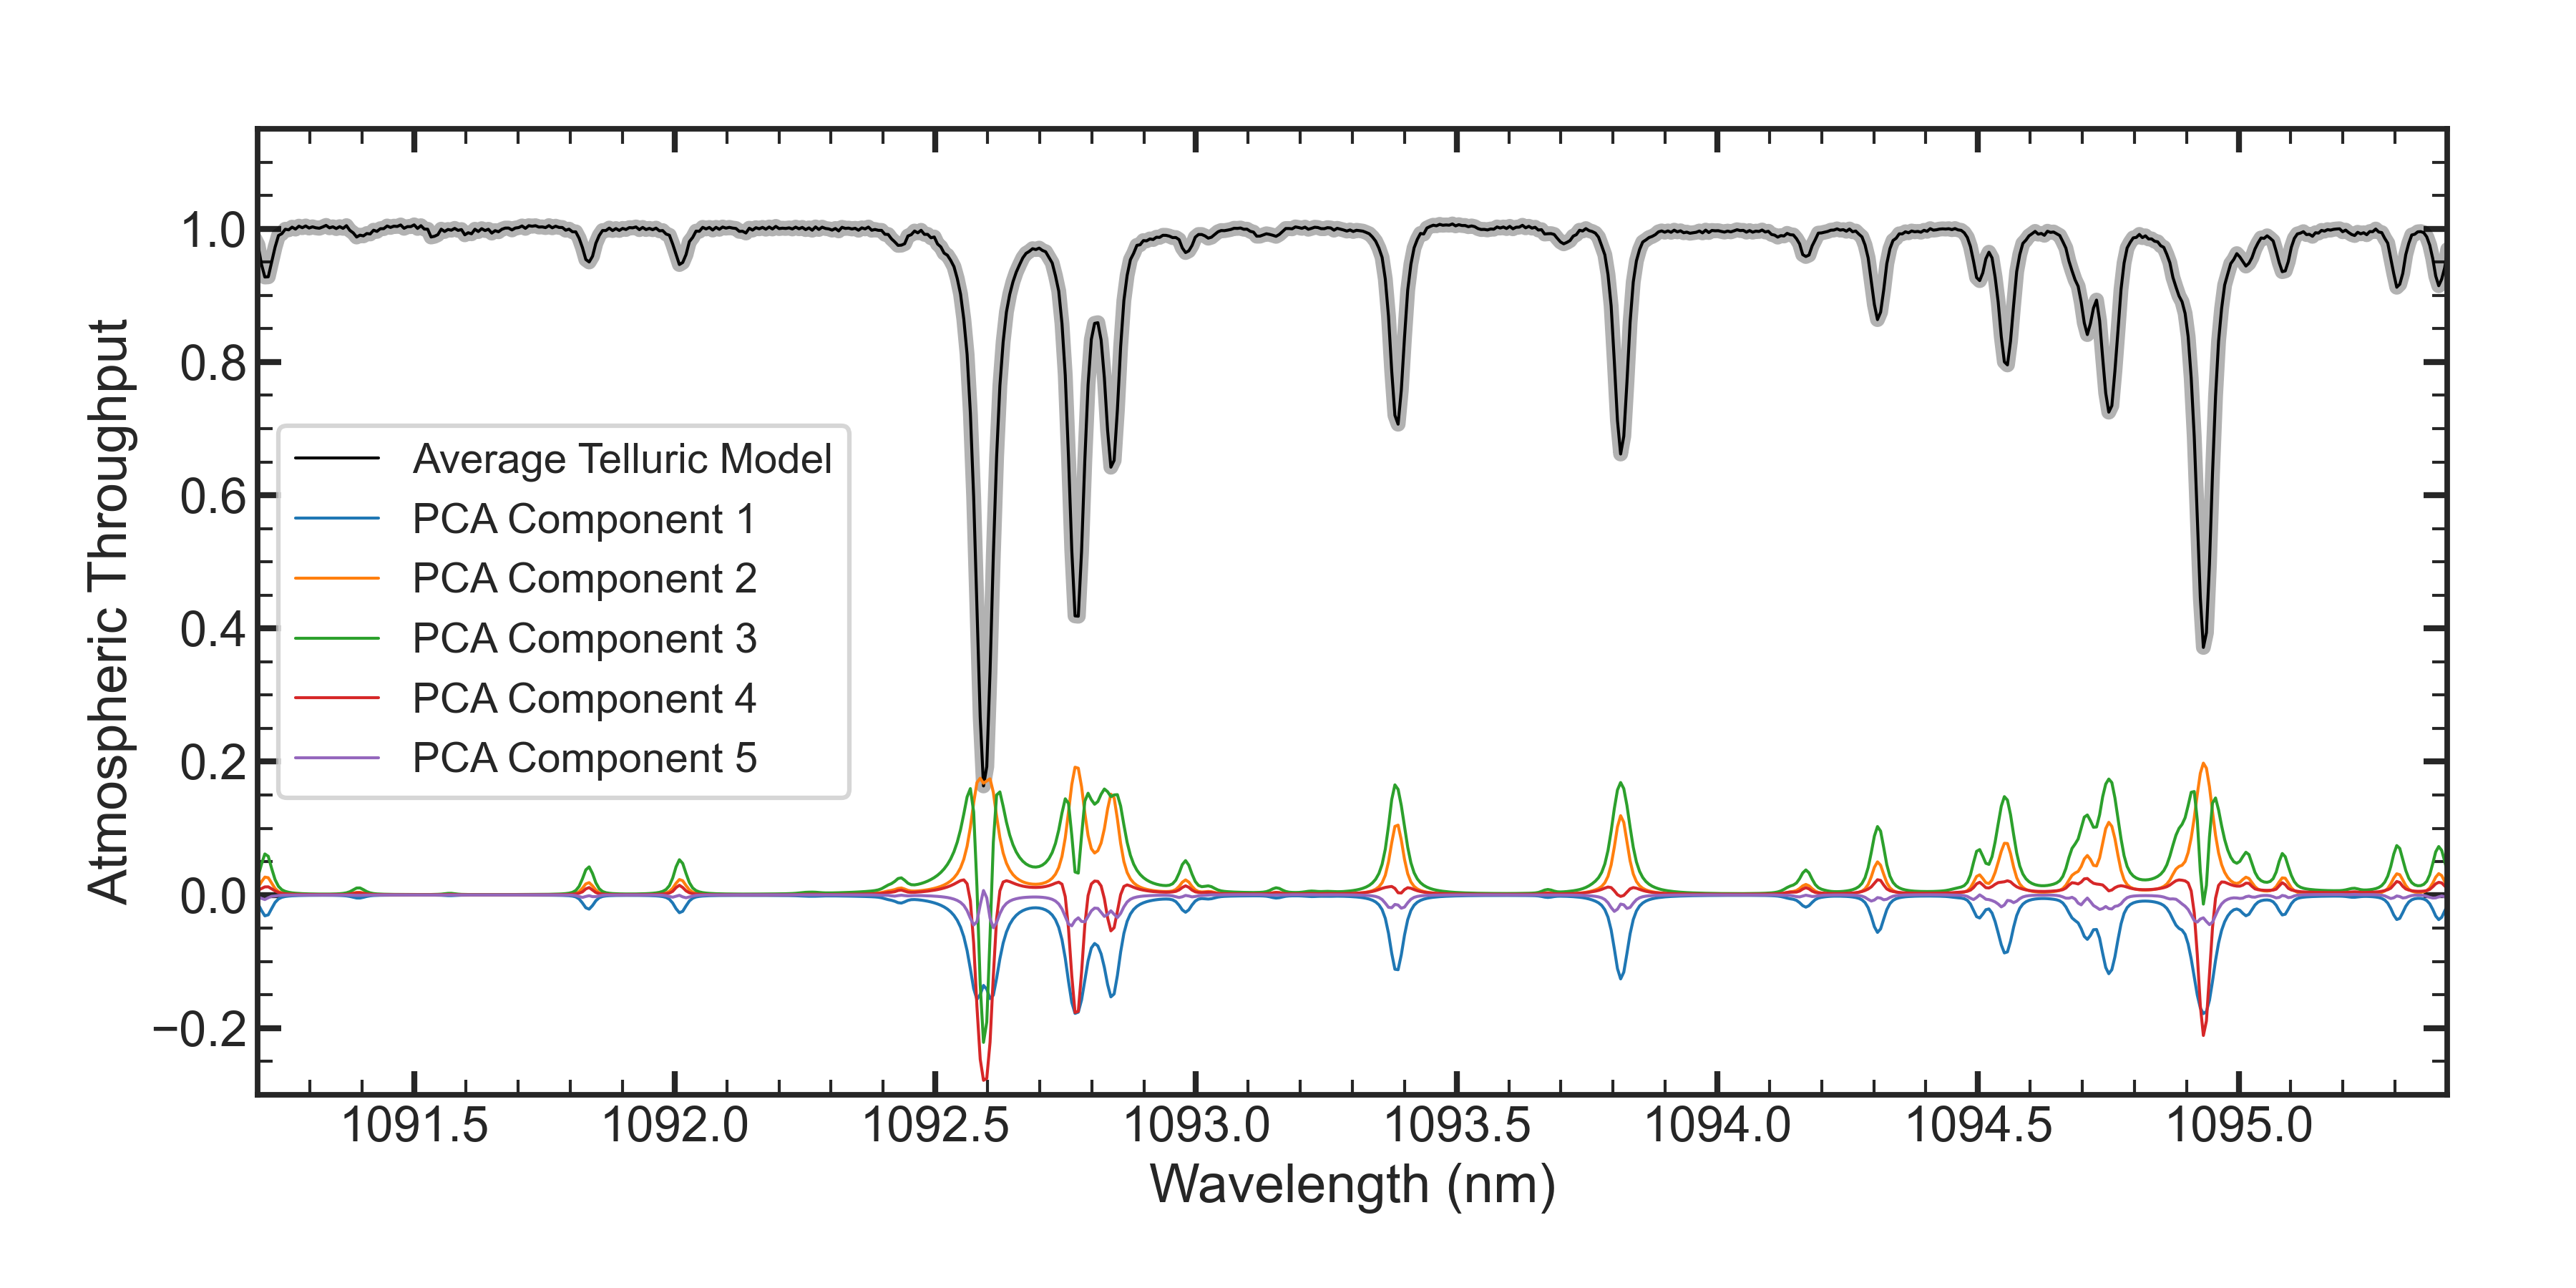 Atmospheric Throughput
1.0
0.8
0.6
0.4
0.2
0.0
−0.2
Average Telluric Model
PCA Component 1
PCA Component 2
PCA Component 3
PCA Component 4
PCA Component 5
1091.5 1092.0 1092.5 1093.0 1093.5 1094.0 1094.5 1095.0
Wavelength (nm)